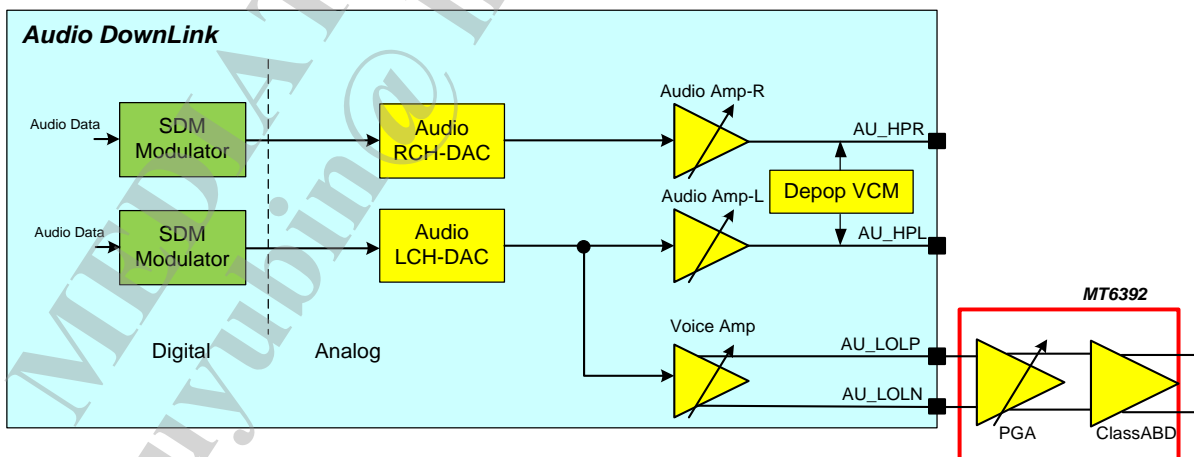 Audio DownLink
Audio Data
SDM
Modulator
Audio
RCH-DAC
Audio Amp-R
AU_HPR
Depop VCM
Audio Data
SDM
Modulator
Audio
LCH-DAC
Audio Amp-L
AU_HPL
MT6392
Digital
Analog
Voice Amp
AU_LOLP
AU_LOLN
PGA
ClassABD